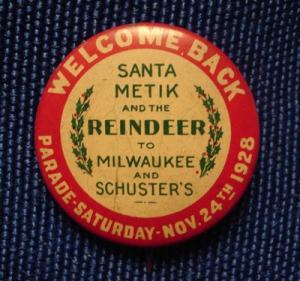 WELCOME BACK
SANTA
METIK
AND THE
REINDEER
TO
MILWAUKEE
AND
SCHUSTER'S
PARADE-SATURDAY-NOV. 24TH 1928